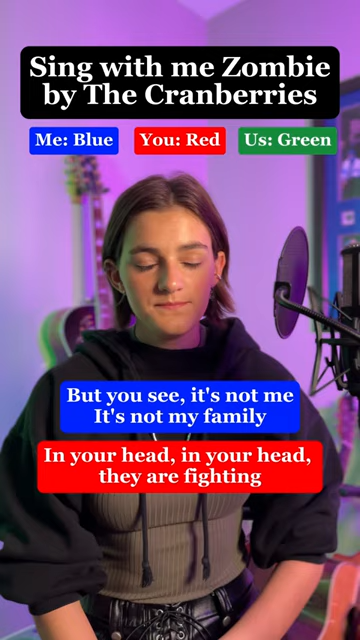 Sing with me Zombie
by The Cranberries
Me: Blue
You: Red
Us: Green
But you see, it's not me
It's not my family
In your head, in your head,
they are fighting